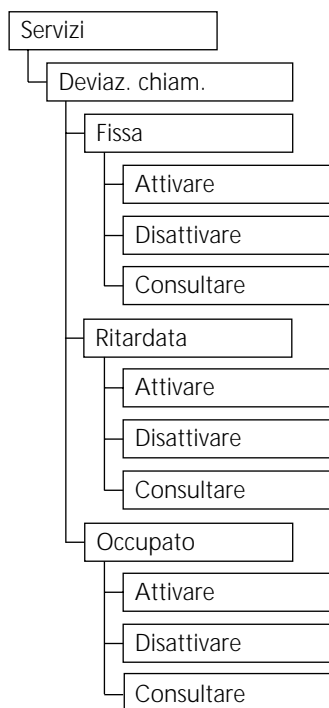 Servizi
Deviaz. chiam.
Fissa
Attivare
Disattivare
Consultare
Ritardata
Attivare
Disattivare
Consultare
Occupato
Attivare
Disattivare
Consultare